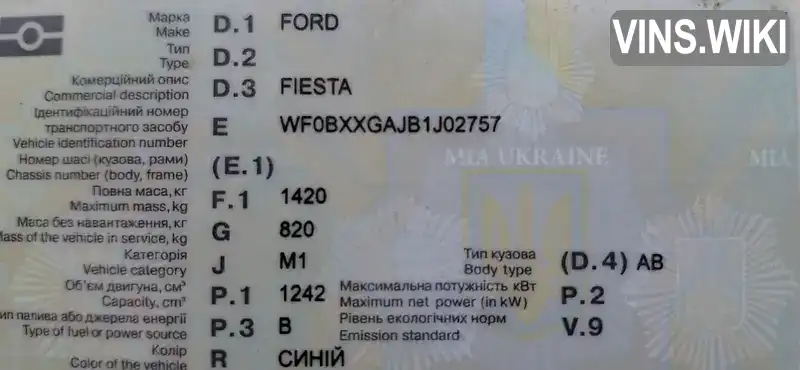 VINS.WIKI
Марка D.1 FORD
Make
Тип D.2
Type
Комерційний опис D.3 FIESTA
Commercial description
Ідентифікаційний номер
транспортного засобу E WF0BXXGAJB1J02757
Vehicle identification number
MIA UKRAINE MIA
Номер шасі (кузова, рами) (E.1)
Chassis number (body, frame)
Повна маса, кг F.1 1420
Maximum mass, kg
Маса без навантаження, кг G 820
Mass of the vehicle in service, kg
Категорія J M1 Тип кузова (D.4) АВ
Vehicle category Body type
Об'єм двигуна, см³ P.1 1242 Максимальна потужність кВт P.2
Capacity, cm³ Maximum net power (in kW)
ип палива або джерела енергії P.3 B Рівень екологічних норм V.9
Type of fuel or power source Emission standard
Колір R СИНІЙ
Color of the vehicle